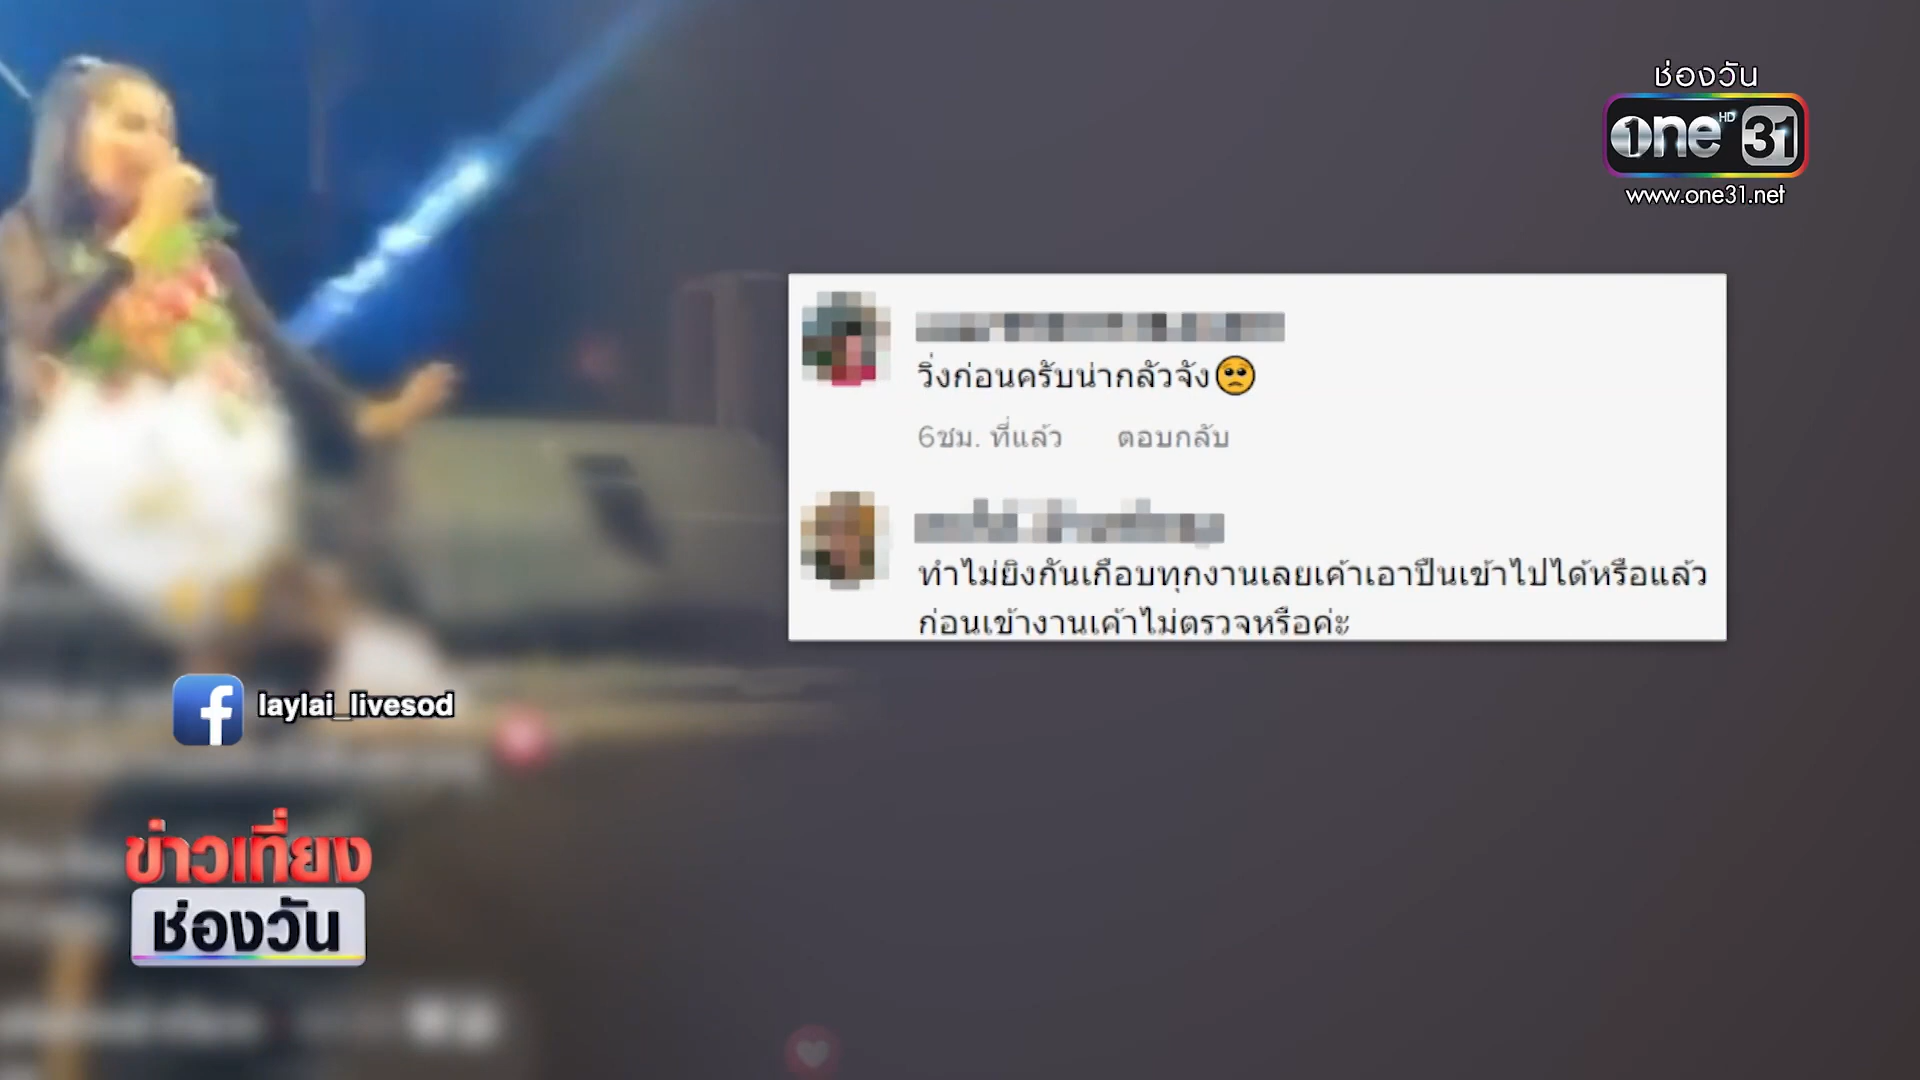 ช่องวัน
one HD 31
www.one31.net
วิ่งก่อนครับน่ากลัวจัง🥺
6ชม. ที่แล้ว ตอบกลับ
ทำไม่ยิงกันเกือบทุกงานเลยเค้าเอาปืนเข้าไปได้หรือแล้ว
ก่อนเข้างานเค้าไม่ตรวจหรือค่ะ
laylai_livesod
ข่าวเที่ยง
ช่องวัน